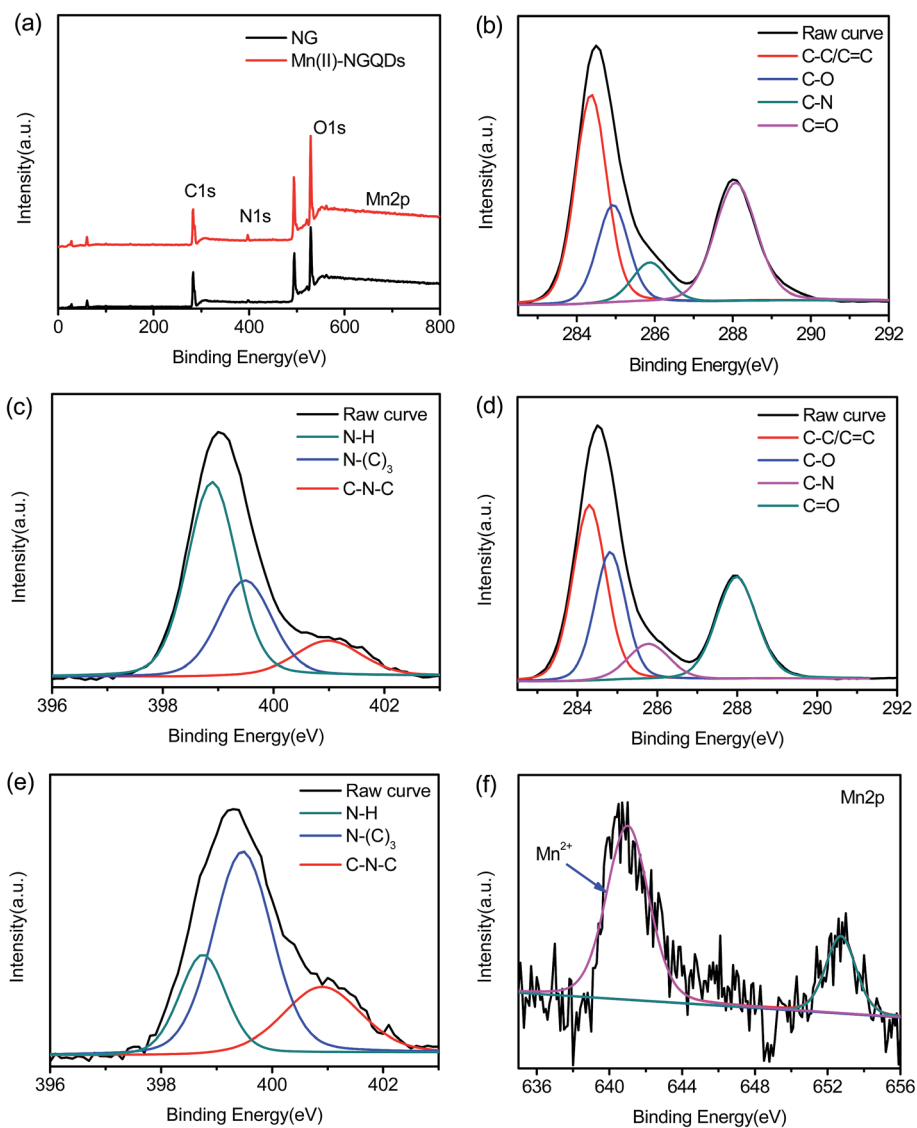 (a)
NG
Mn(II)-NGQDs
O1s
C1s
N1s
Mn2p
Intensity(a.u.)
0 200 400 600 800
Binding Energy(eV)
(b)
Raw curve
C-C/C=C
C-O
C-N
C=O
Intensity(a.u.)
284 286 288 290 292
Binding Energy(eV)
(c)
Raw curve
N-H
N-(C)₃
C-N-C
Intensity(a.u.)
396 398 400 402
Binding Energy(eV)
(d)
Raw curve
C-C/C=C
C-O
C-N
C=O
Intensity(a.u.)
284 286 288 290 292
Binding Energy(eV)
(e)
Raw curve
N-H
N-(C)₃
C-N-C
Intensity(a.u.)
396 398 400 402
Binding Energy(eV)
(f)
Mn2p
Mn²⁺
Intensity(a.u.)
636 640 644 648 652 656
Binding Energy(eV)